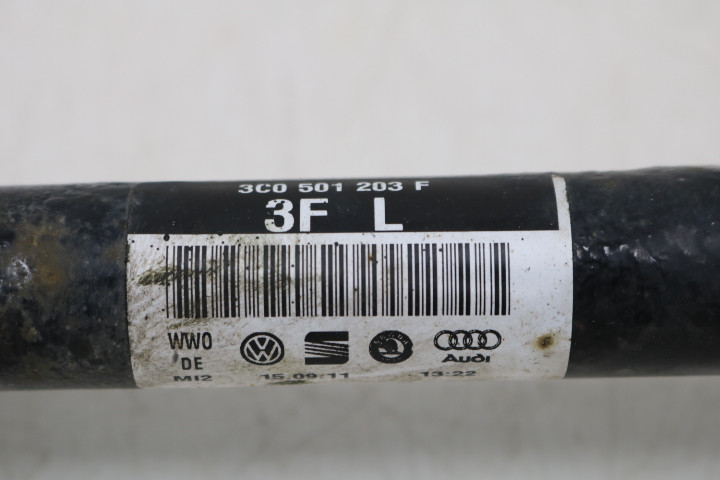 3C0 501 203 F
3F L
WW0
DE
Audi
MI2 15.09.11 13:22